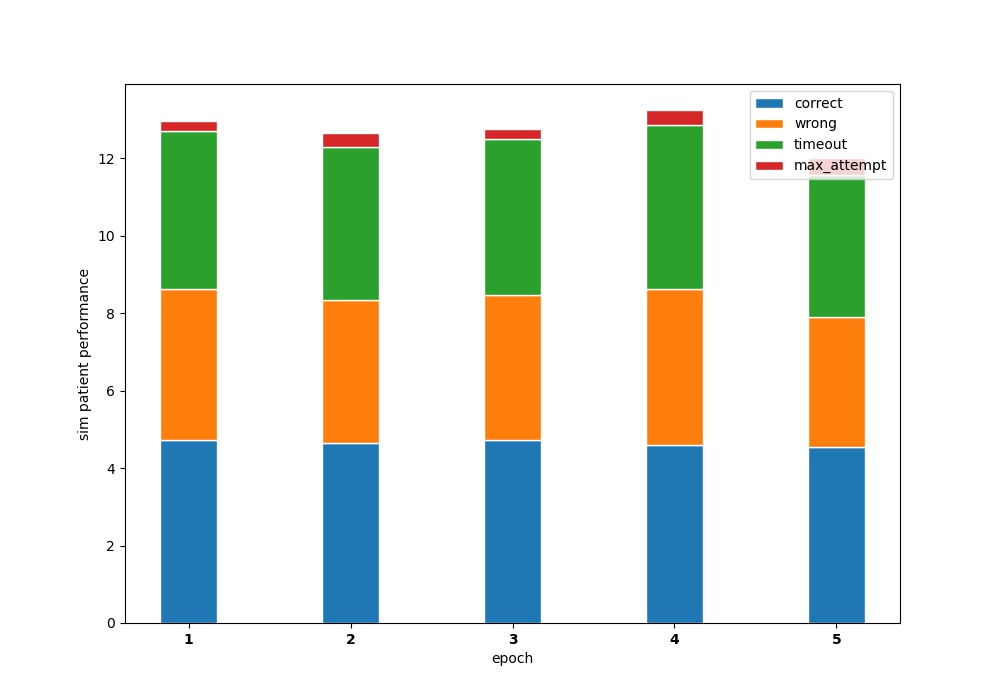 correct
wrong
timeout
max_attempt
12
10
8
6
4
2
0
sim patient performance
1 2 3 4 5
epoch